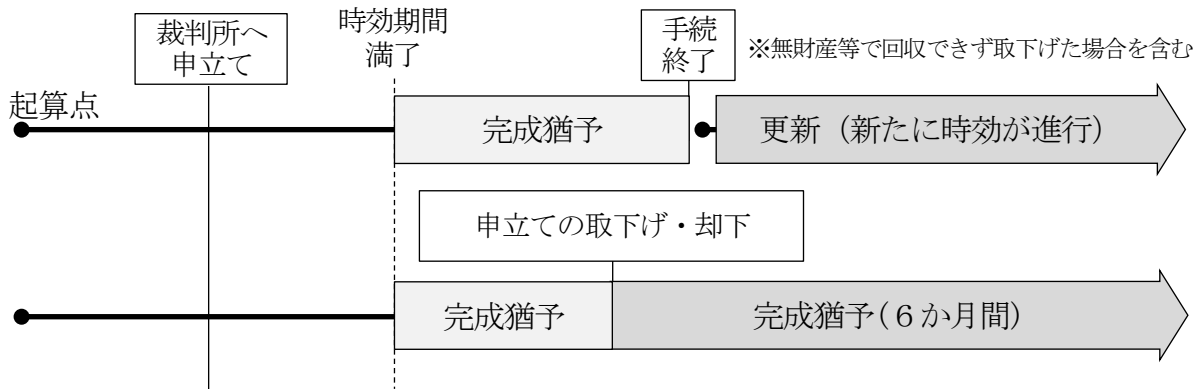 裁判所へ
申立て
時効期間
満了
手続
終了
※無財産等で回収できず取下げた場合を含む
起算点
完成猶予
更新（新たに時効が進行）
申立ての取下げ・却下
完成猶予
完成猶予(６か月間)